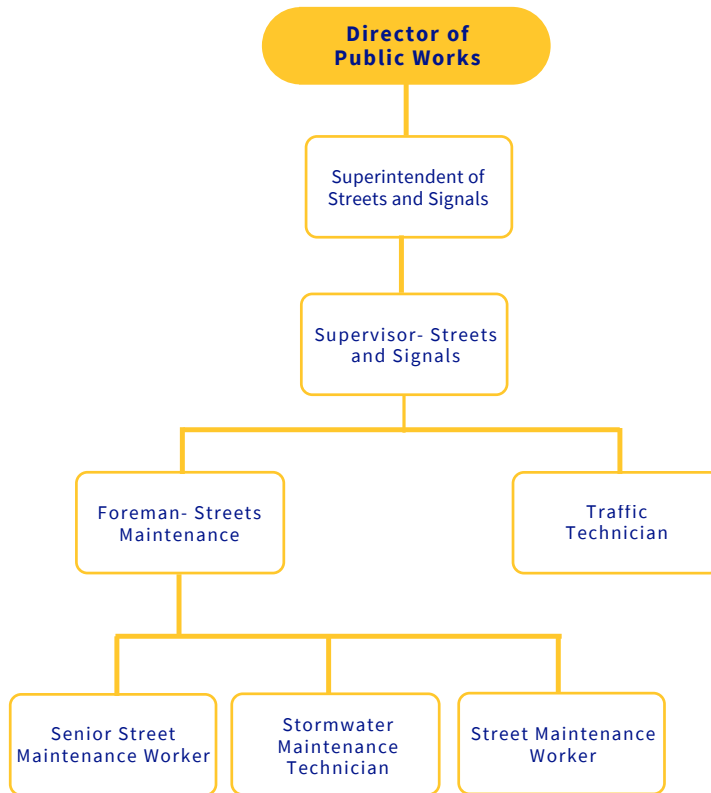 Director of
Public Works
Superintendent of
Streets and Signals
Supervisor- Streets
and Signals
Foreman- Streets
Maintenance
Traffic
Technician
Senior Street
Maintenance Worker
Stormwater
Maintenance
Technician
Street Maintenance
Worker